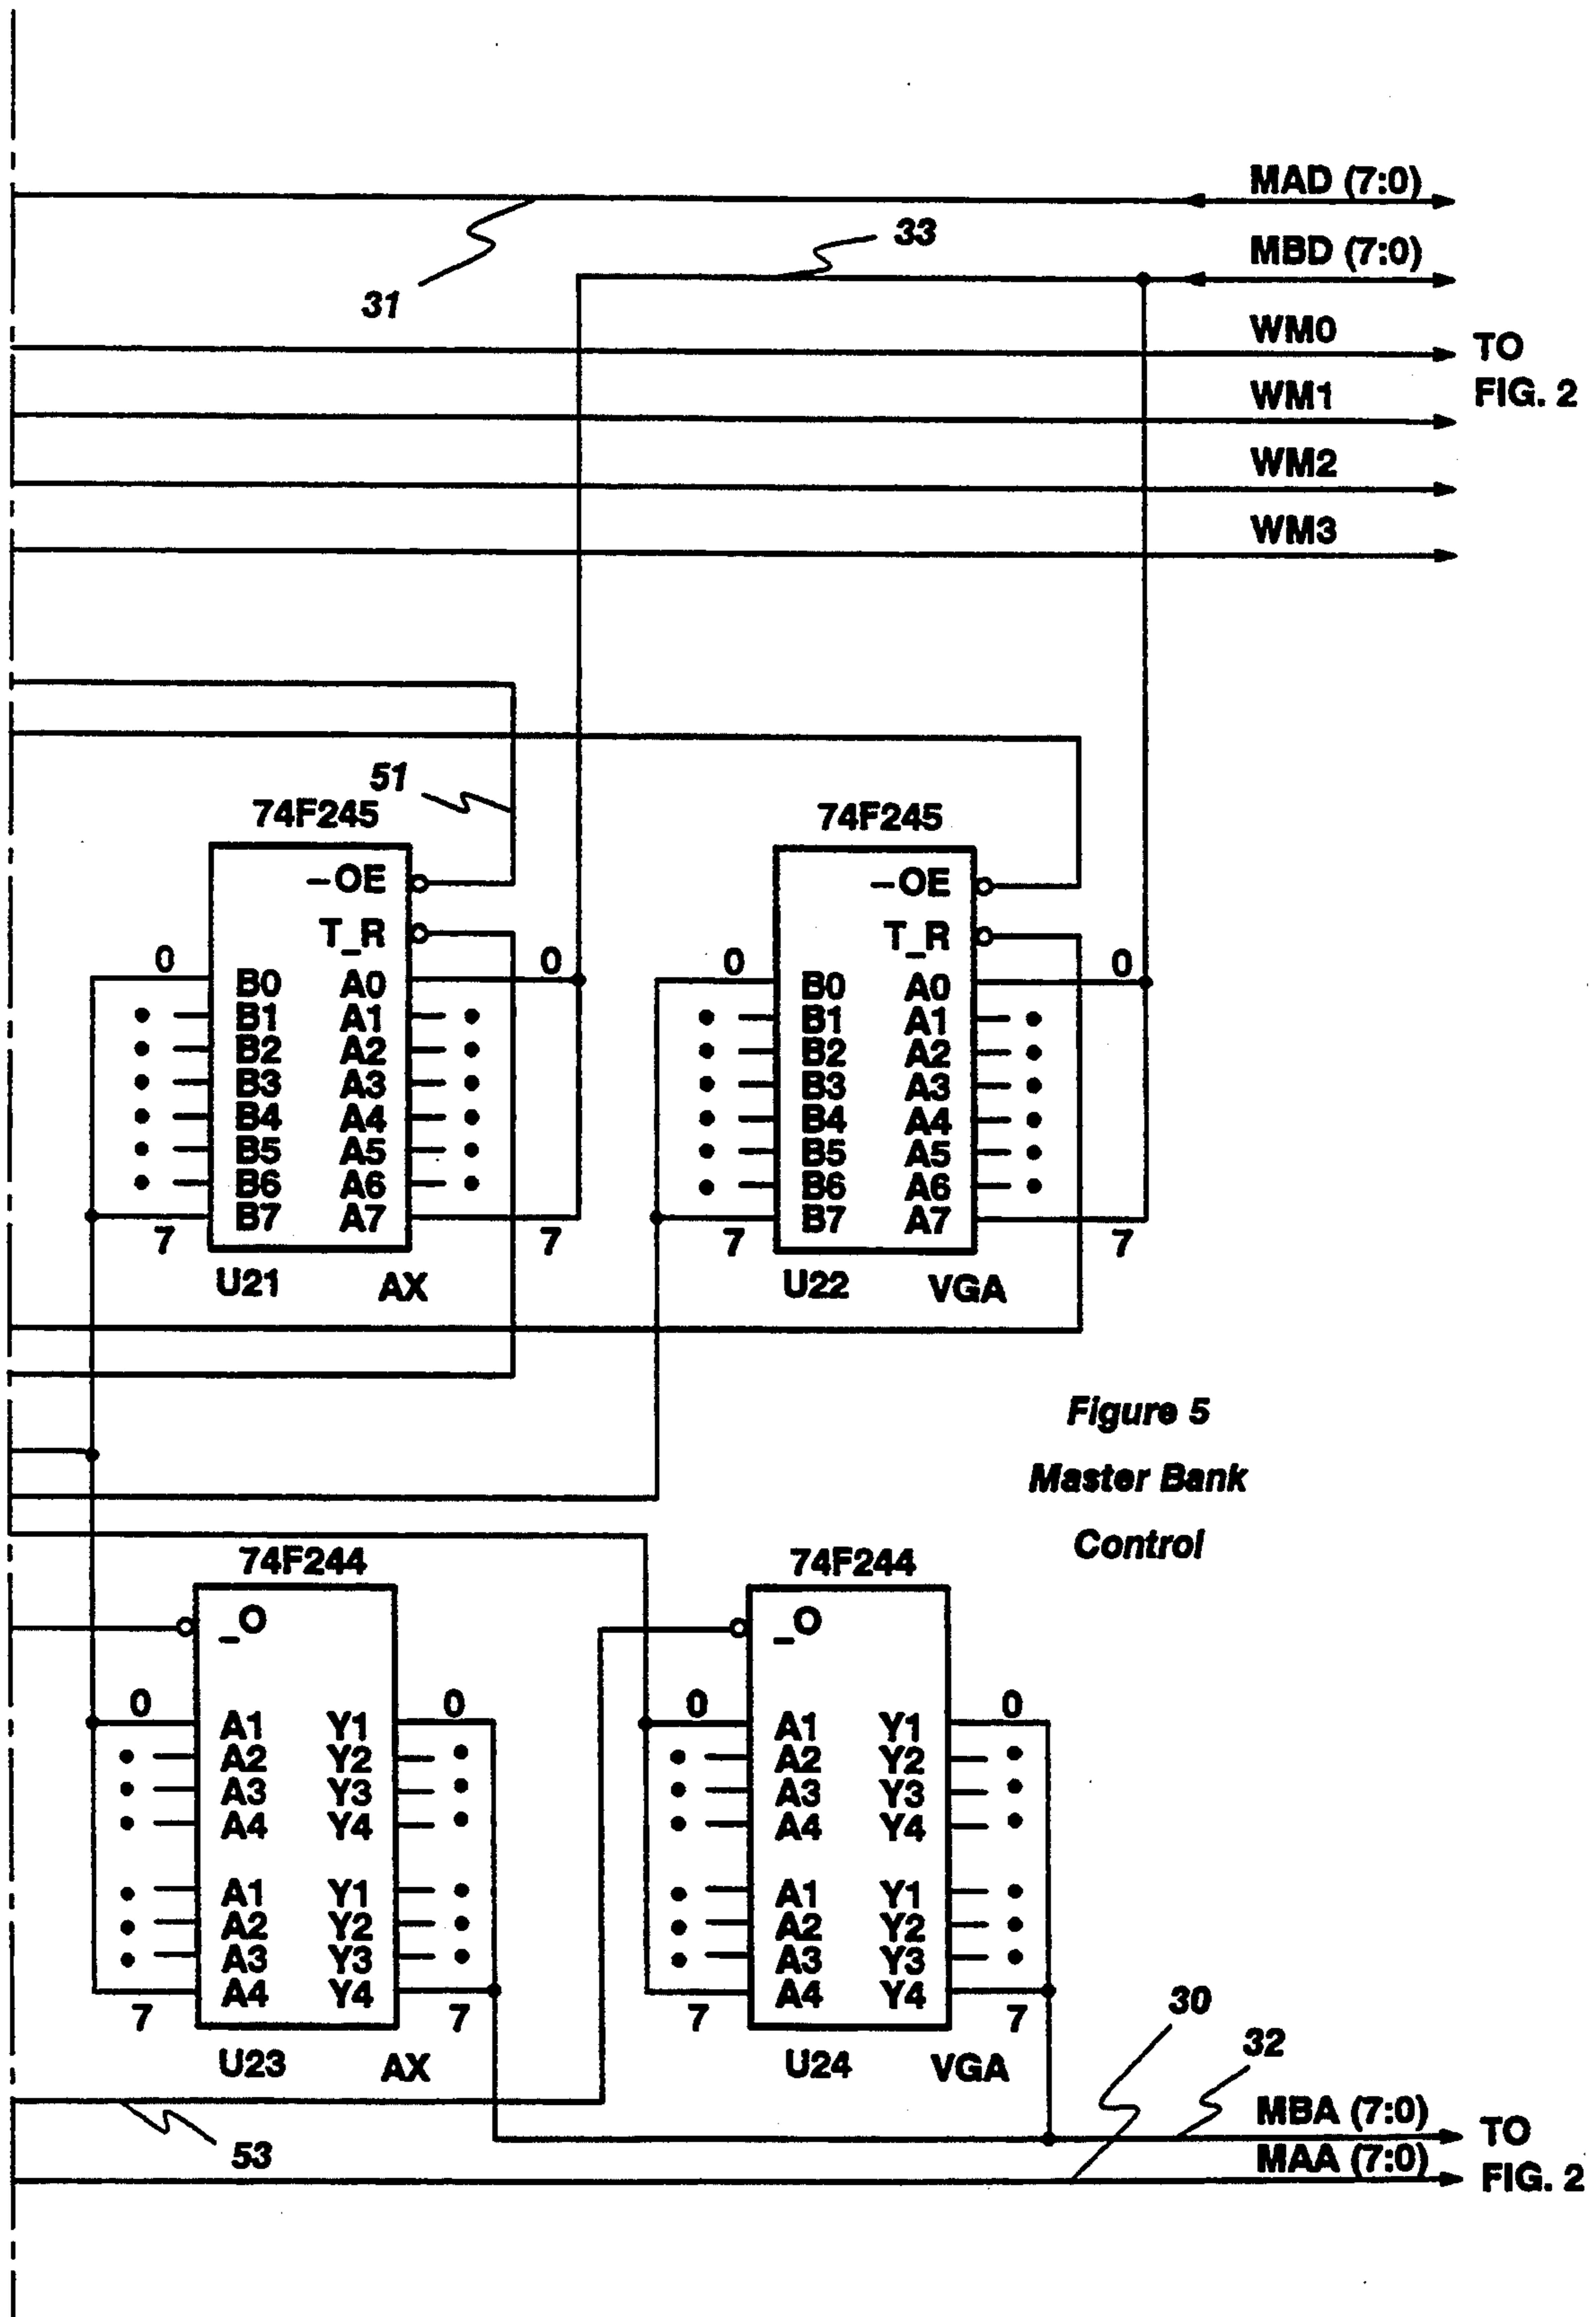 MAD (7:0)
33
MBD (7:0)
31
WM0
TO
FIG. 2
WM1
WM2
WM3
51
74F245
74F245
–OE
–OE
T_R
T_R
0
0
0
0
B0 A0
B0 A0
B1 A1
B1 A1
B2 A2
B2 A2
B3 A3
B3 A3
B4 A4
B4 A4
B5 A5
B5 A5
B6 A6
B6 A6
B7 A7
B7 A7
7
7
7
7
U21 AX
U22 VGA
Figure 5
Master Bank
Control
74F244
74F244
_O
_O
0
0
0
0
A1 Y1
A1 Y1
A2 Y2
A2 Y2
A3 Y3
A3 Y3
A4 Y4
A4 Y4
A1 Y1
A1 Y1
A2 Y2
A2 Y2
A3 Y3
A3 Y3
A4 Y4
A4 Y4
7
7
7
7
30
32
U23 AX
U24 VGA
53
MBA (7:0)
TO
MAA (7:0)
FIG. 2